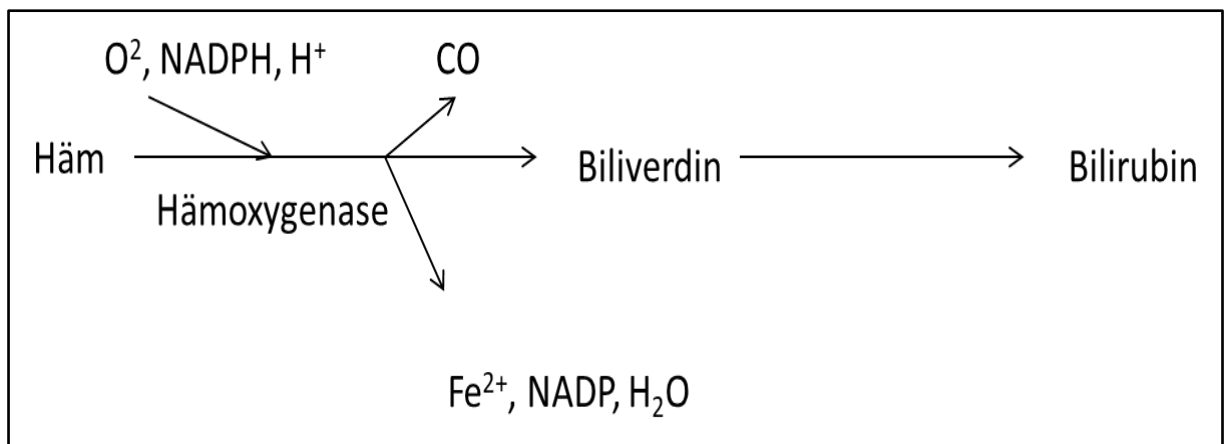 O², NADPH, H⁺ CO
Häm Biliverdin Bilirubin
Hämoxygenase
Fe²⁺, NADP, H₂O